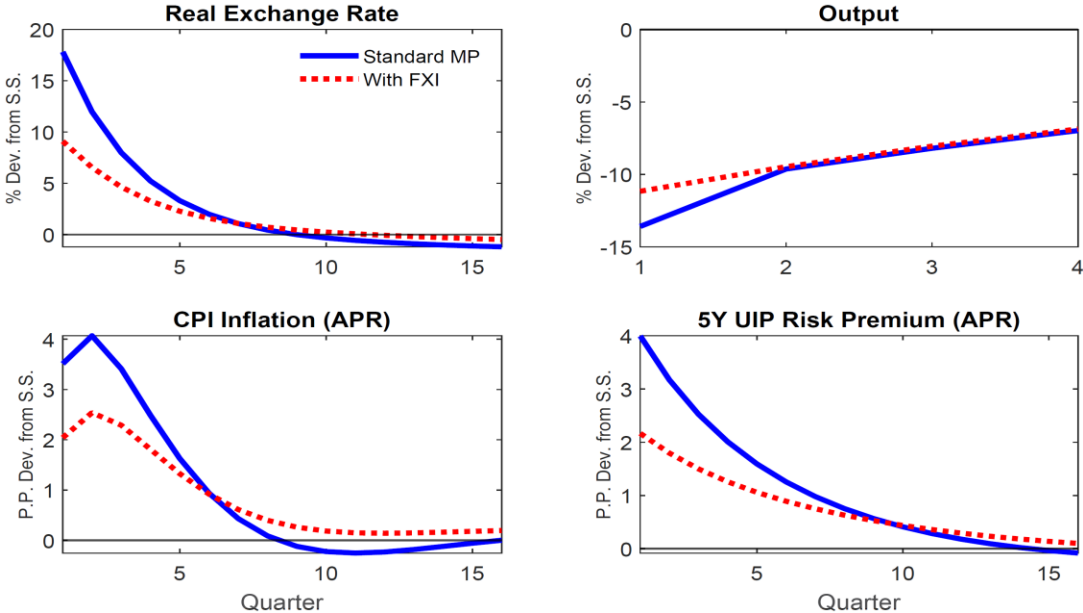 Real Exchange Rate
% Dev. from S.S.
20
15
10
5
0
5
10
15
Standard MP
With FXI
Output
% Dev. from S.S.
0
-5
-10
-15
1
2
3
4
CPI Inflation (APR)
P.P. Dev. from S.S.
4
3
2
1
0
5
10
15
Quarter
5Y UIP Risk Premium (APR)
P.P. Dev. from S.S.
4
3
2
1
0
5
10
15
Quarter